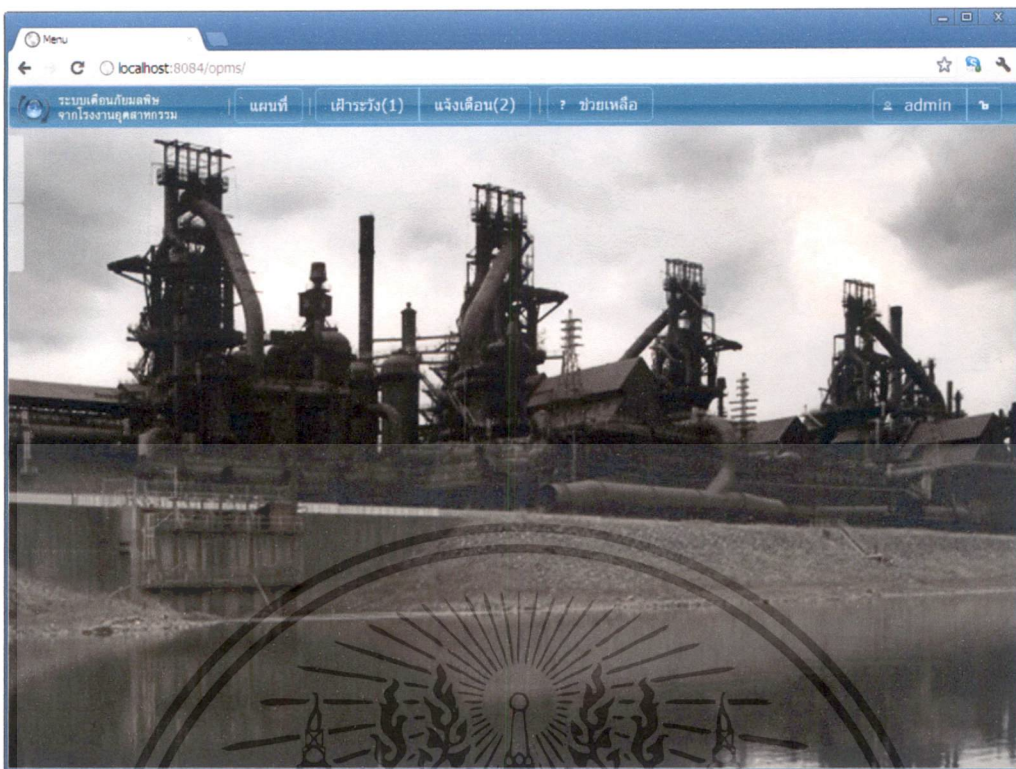 Menu
localhost:8084/opms/
ระบบเตือนภัยมลพิษ
จากโรงงานอุตสาหกรรม
แผนที่
เฝ้าระวัง(1)
แจ้งเตือน(2)
? ช่วยเหลือ
admin